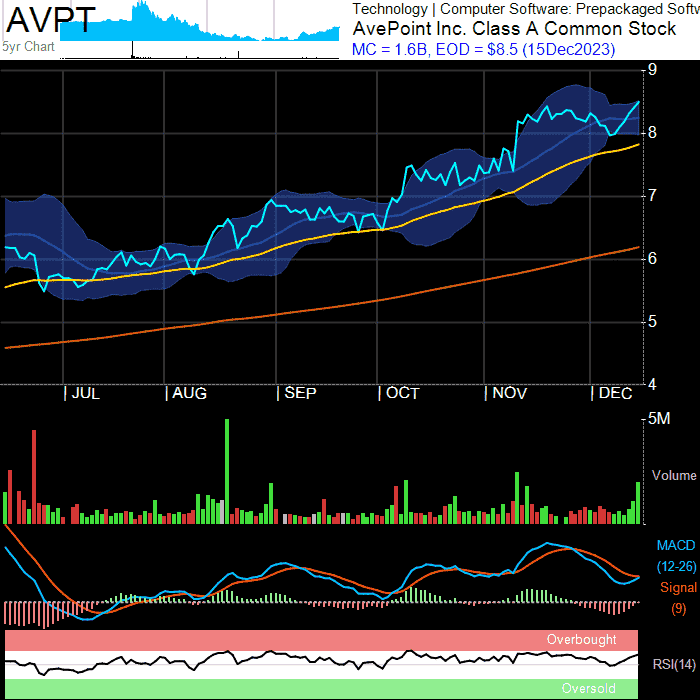 AVPT
5yr Chart
Technology | Computer Software: Prepackaged Softw
AvePoint Inc. Class A Common Stock
MC = 1.6B, EOD = $8.5 (15Dec2023)
9
8
7
6
5
4
| JUL | AUG | SEP | OCT | NOV | DEC
5M
Volume
MACD
(12-26)
Signal
(9)
Overbought
RSI(14)
Oversold